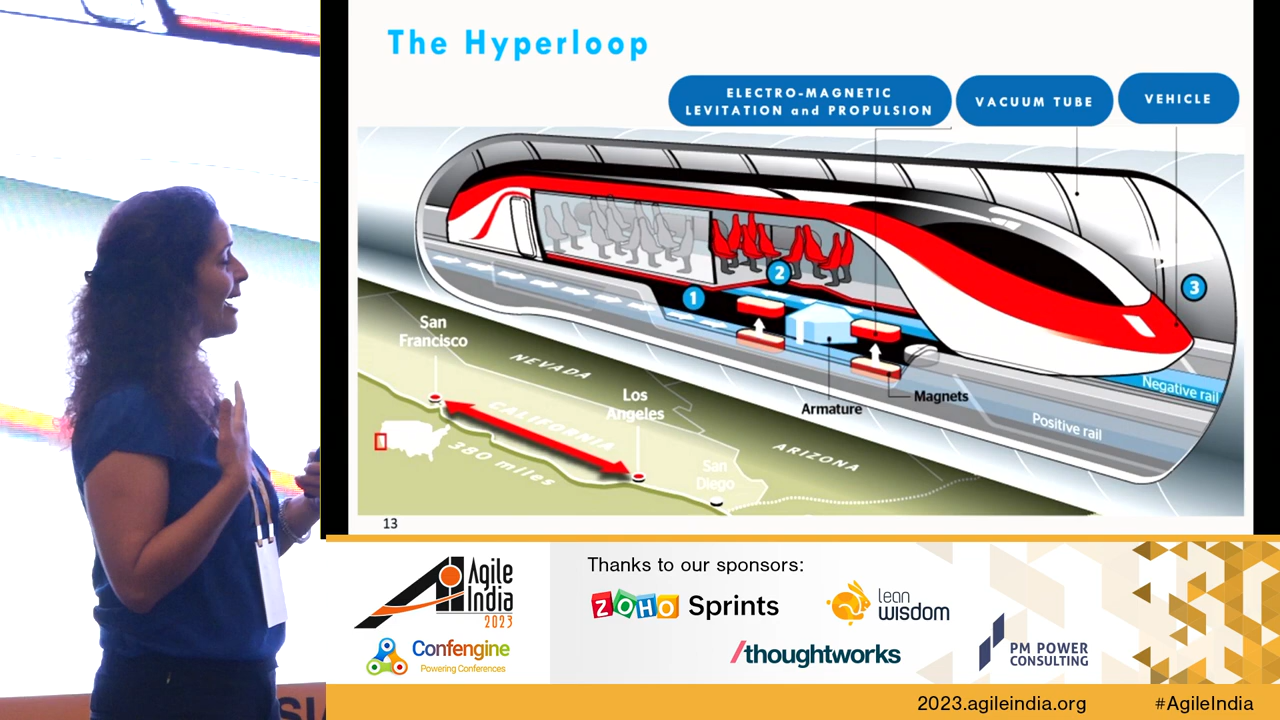 The Hyperloop
ELECTRO-MAGNETIC
LEVITATION and PROPULSION
VACUUM TUBE
VEHICLE
1
2
3
San
Francisco
NEVADA
Los
Angeles
CALIFORNIA
380 miles
San
Diego
ARIZONA
Armature
Magnets
Negative rail
Positive rail
13
Agile
India
2023
Confengine
Powering Conferences
Thanks to our sponsors:
ZOHO Sprints
lean
wisdom
/thoughtworks
PM POWER
CONSULTING
2023.agileindia.org
#AgileIndia